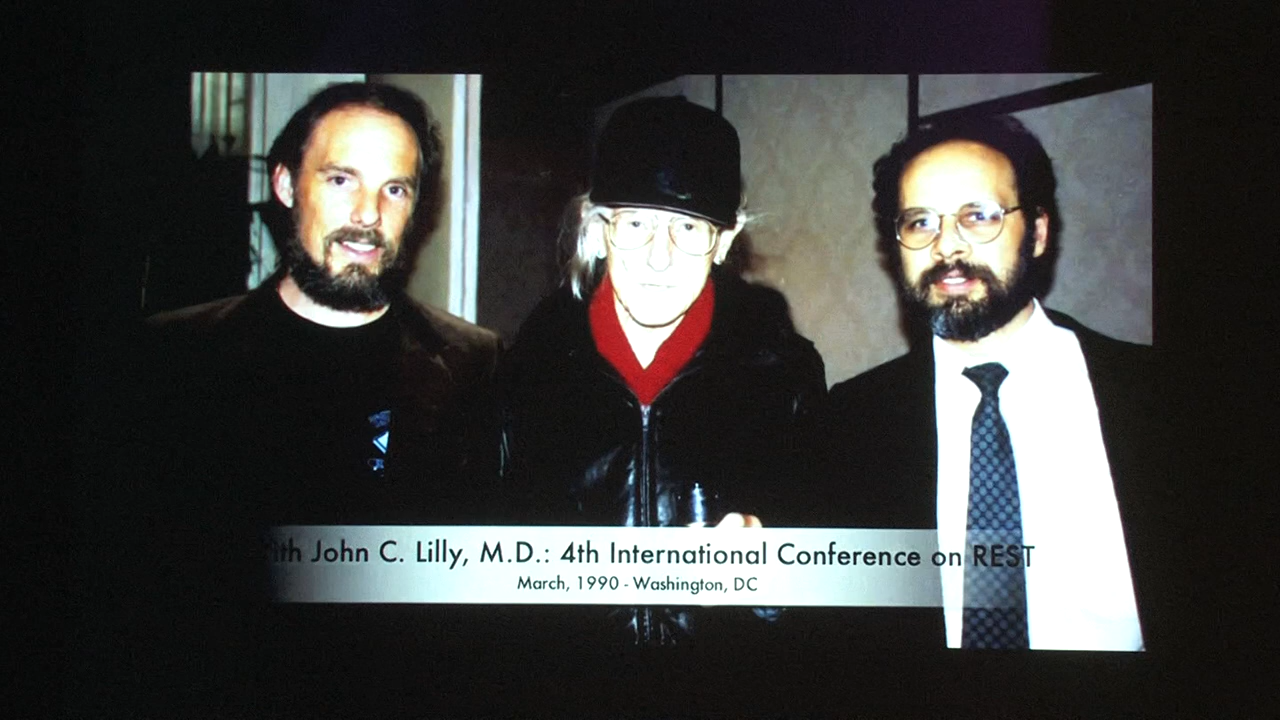 ith John C. Lilly, M.D.: 4th International Conference on REST
March, 1990 - Washington, DC